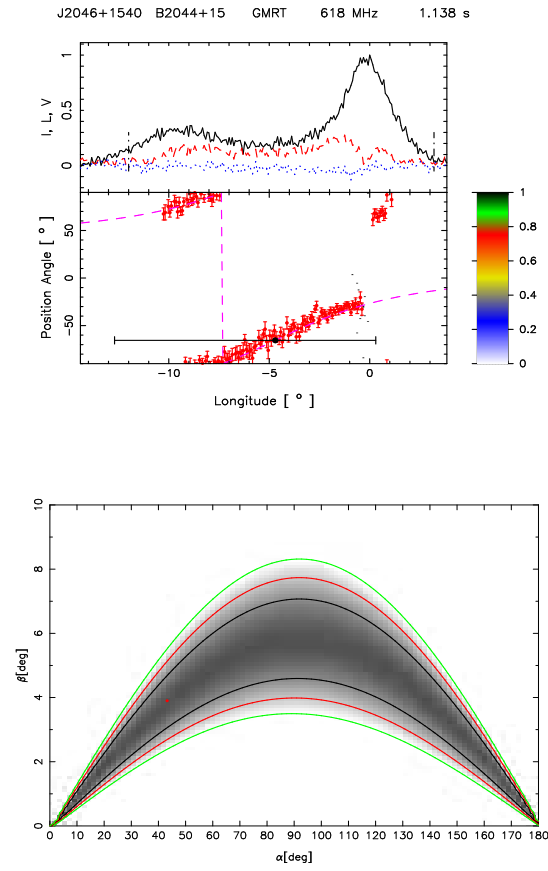 J2046+1540 B2044+15 GMRT 618 MHz 1.138 s
I, L, V
1
0.5
0
Position Angle [ ° ]
50
0
−50
−10 −5 0
Longitude [ ° ]
1
0.8
0.6
0.4
0.2
0
β[deg]
10
8
6
4
2
0
0 10 20 30 40 50 60 70 80 90 100 110 120 130 140 150 160 170 180
α[deg]